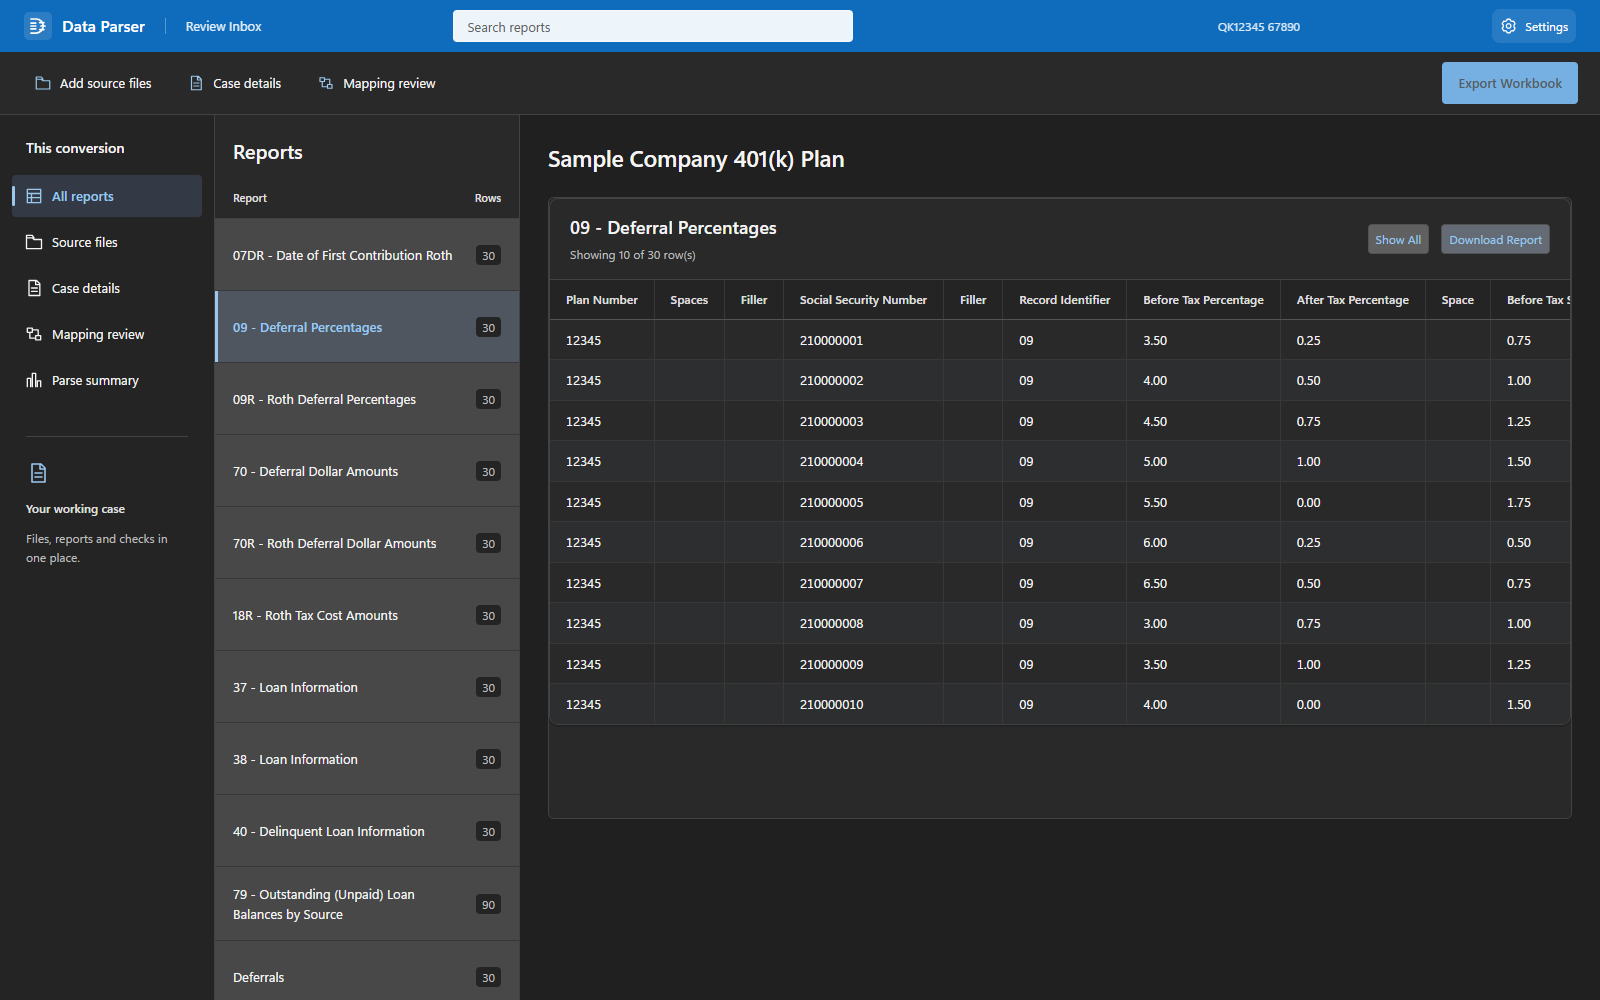 Data Parser
Review Inbox
Search reports
QK12345 67890
Settings
Add source files
Case details
Mapping review
Export Workbook
This conversion
All reports
Source files
Case details
Mapping review
Parse summary
Your working case
Files, reports and checks in
one place.
Reports
Report Rows
07DR - Date of First Contribution Roth 30
09 - Deferral Percentages 30
09R - Roth Deferral Percentages 30
70 - Deferral Dollar Amounts 30
70R - Roth Deferral Dollar Amounts 30
18R - Roth Tax Cost Amounts 30
37 - Loan Information 30
38 - Loan Information 30
40 - Delinquent Loan Information 30
79 - Outstanding (Unpaid) Loan
Balances by Source 90
Deferrals 30
Sample Company 401(k) Plan
09 - Deferral Percentages
Showing 10 of 30 row(s)
Show All
Download Report
Plan Number Spaces Filler Social Security Number Filler Record Identifier Before Tax Percentage After Tax Percentage Space Before Tax
12345 210000001 09 3.50 0.25 0.75
12345 210000002 09 4.00 0.50 1.00
12345 210000003 09 4.50 0.75 1.25
12345 210000004 09 5.00 1.00 1.50
12345 210000005 09 5.50 0.00 1.75
12345 210000006 09 6.00 0.25 0.50
12345 210000007 09 6.50 0.50 0.75
12345 210000008 09 3.00 0.75 1.00
12345 210000009 09 3.50 1.00 1.25
12345 210000010 09 4.00 0.00 1.50